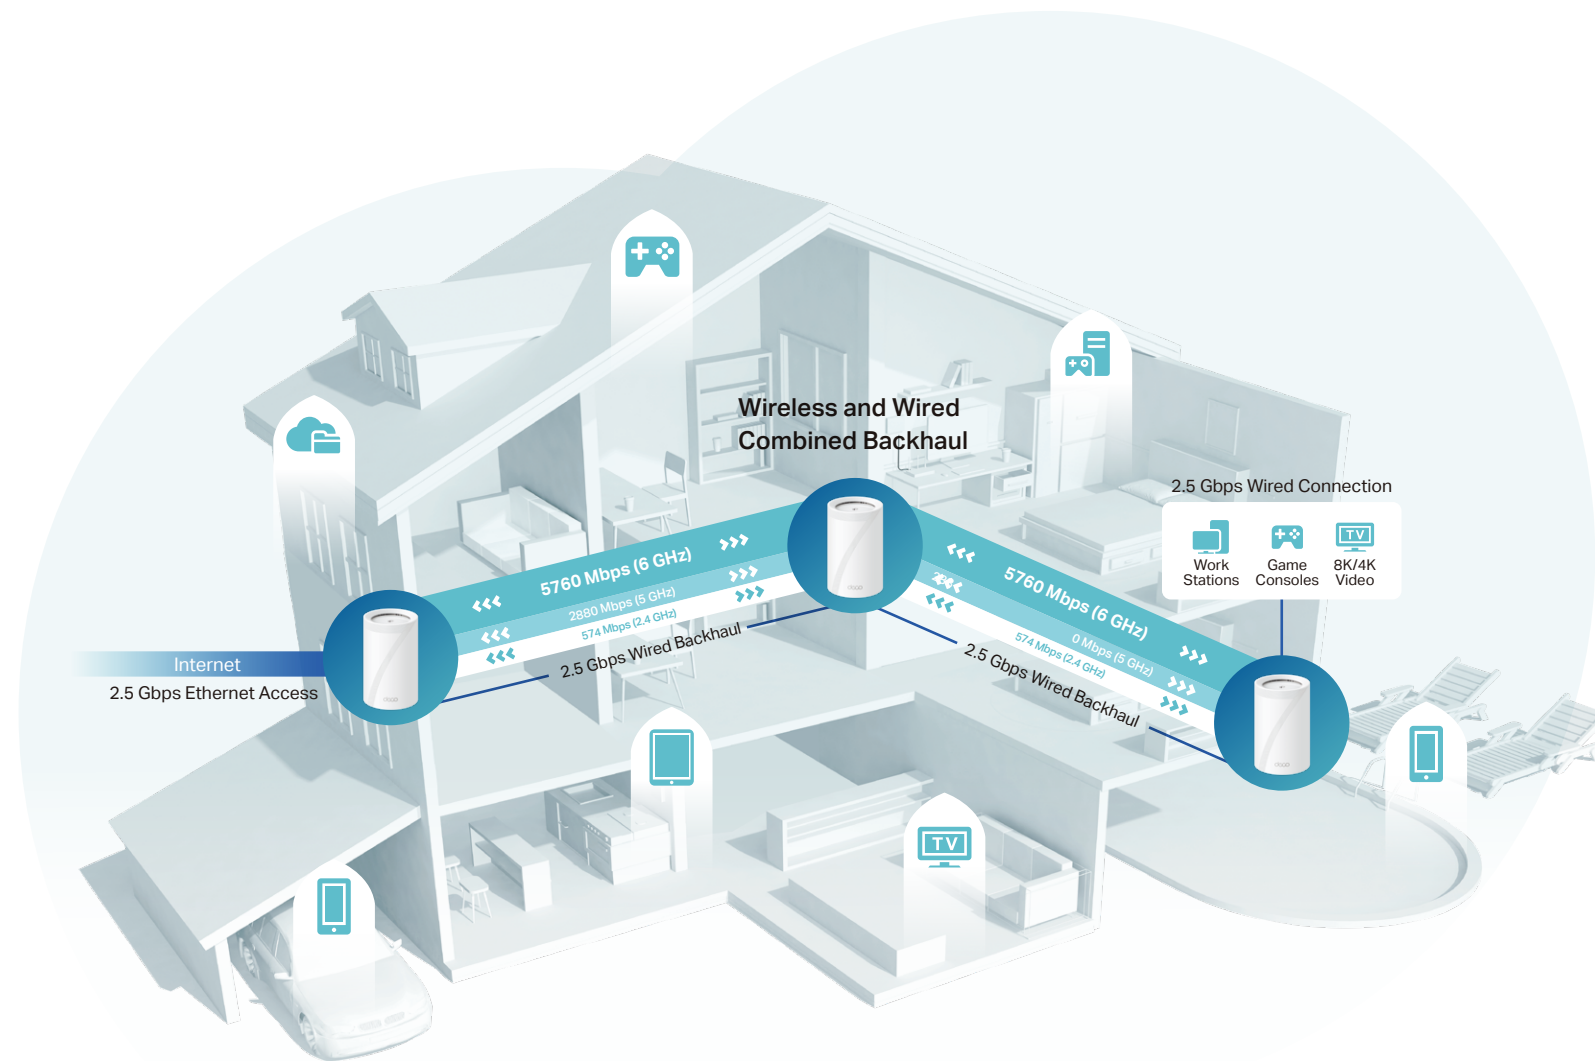 Wireless and Wired
Combined Backhaul
2.5 Gbps Wired Connection
Work
Stations
Game
Consoles
TV
8K/4K
Video
5760 Mbps (6 GHz)
2880 Mbps (5 GHz)
574 Mbps (2.4 GHz)
2.5 Gbps Wired Backhaul
5760 Mbps (6 GHz)
0 Mbps (5 GHz)
574 Mbps (2.4 GHz)
2.5 Gbps Wired Backhaul
Internet
2.5 Gbps Ethernet Access
TV